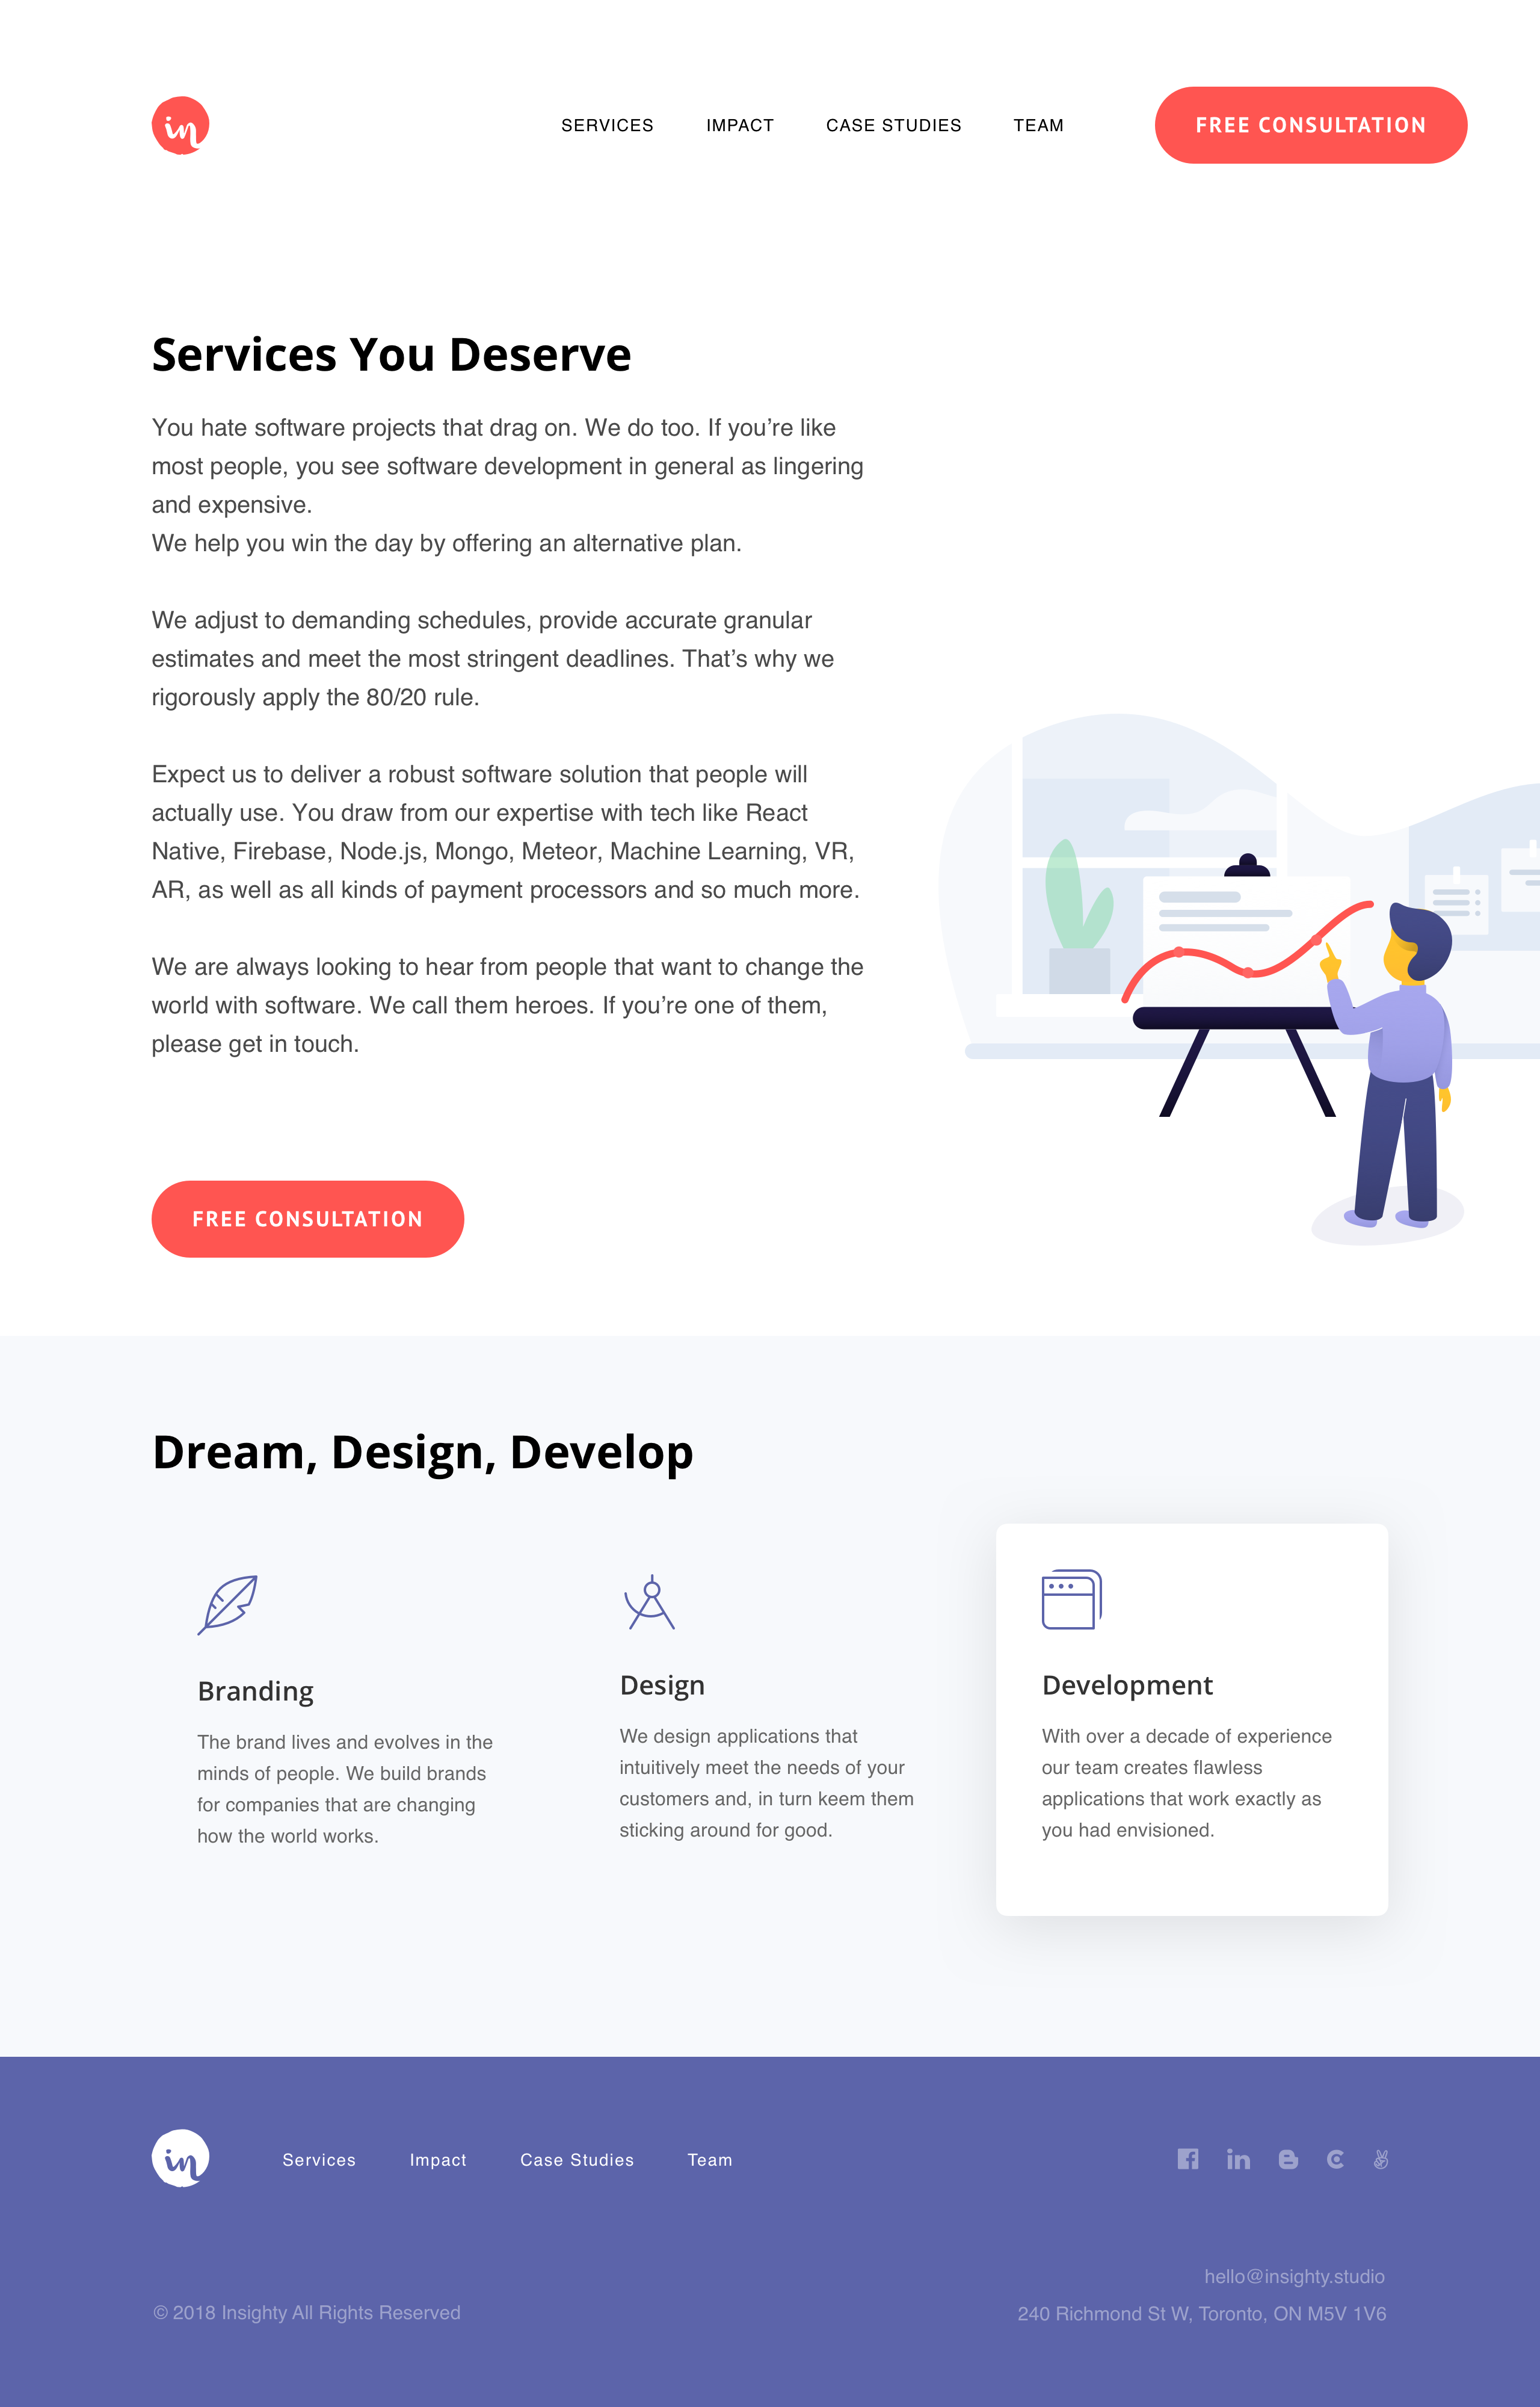 in
SERVICES IMPACT CASE STUDIES TEAM FREE CONSULTATION
Services You Deserve
You hate software projects that drag on. We do too. If you’re like
most people, you see software development in general as lingering
and expensive.
We help you win the day by offering an alternative plan.
We adjust to demanding schedules, provide accurate granular
estimates and meet the most stringent deadlines. That’s why we
rigorously apply the 80/20 rule.
Expect us to deliver a robust software solution that people will
actually use. You draw from our expertise with tech like React
Native, Firebase, Node.js, Mongo, Meteor, Machine Learning, VR,
AR, as well as all kinds of payment processors and so much more.
We are always looking to hear from people that want to change the
world with software. We call them heroes. If you’re one of them,
please get in touch.
FREE CONSULTATION
Dream, Design, Develop
Branding
The brand lives and evolves in the
minds of people. We build brands
for companies that are changing
how the world works.
Design
We design applications that
intuitively meet the needs of your
customers and, in turn keem them
sticking around for good.
Development
With over a decade of experience
our team creates flawless
applications that work exactly as
you had envisioned.
in
Services Impact Case Studies Team
hello@insighty.studio
© 2018 Insighty All Rights Reserved
240 Richmond St W, Toronto, ON M5V 1V6